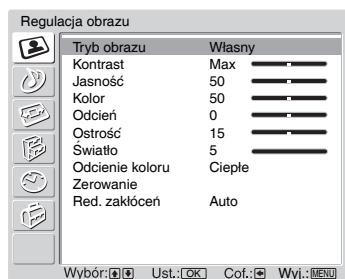 Regulacja obrazu
Tryb obrazu Własny
Kontrast Max
Jasność 50
Kolor 50
Odcień 0
Ostrość 15
Światło 5
Odcienie koloru Ciepłe
Zerowanie
Red. zakłóceń Auto
Wybór: Ust.: OK Cof.: Wyj.: MENU